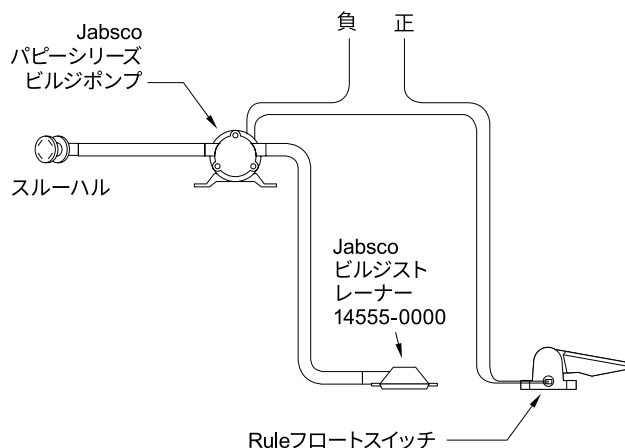 負 正
Jabsco
パピーシリーズ
ビルジポンプ
スルーハル
Jabsco
ビルジスト
レーナー
14555-0000
Ruleフロートスイッチ